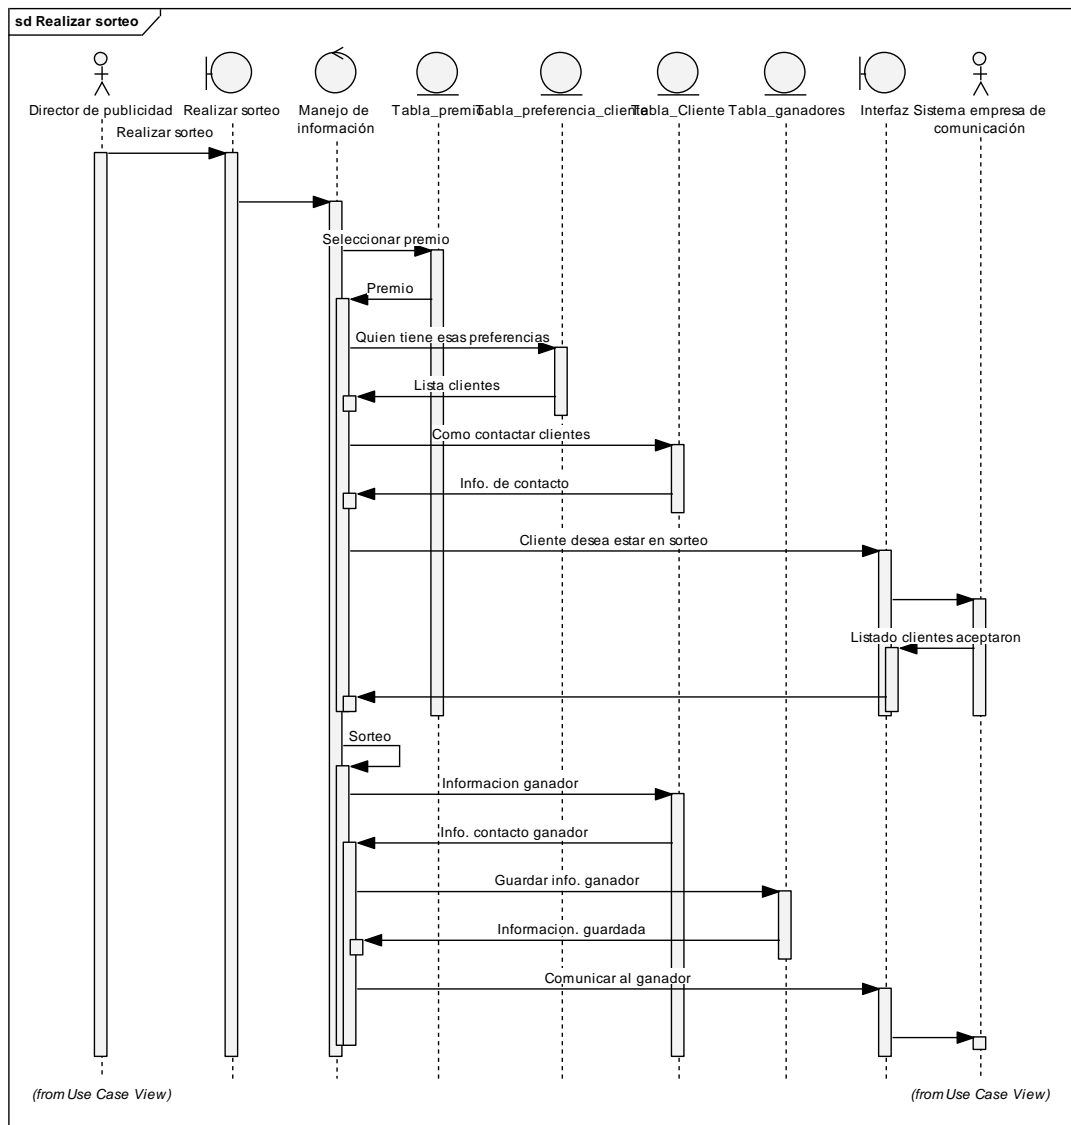 sd Realizar sorteo
Director de publicidad
Realizar sorteo
Manejo de
información
Tabla_premio
Tabla_preferencia_cliente
Tabla_Cliente
Tabla_ganadores
Interfaz
Sistema empresa de
comunicación
Realizar sorteo
Seleccionar premio
Premio
Quien tiene esas preferencias
Lista clientes
Como contactar clientes
Info. de contacto
Cliente desea estar en sorteo
Listado clientes aceptaron
Sorteo
Informacion ganador
Info. contacto ganador
Guardar info. ganador
Informacion. guardada
Comunicar al ganador
(from Use Case View)
(from Use Case View)